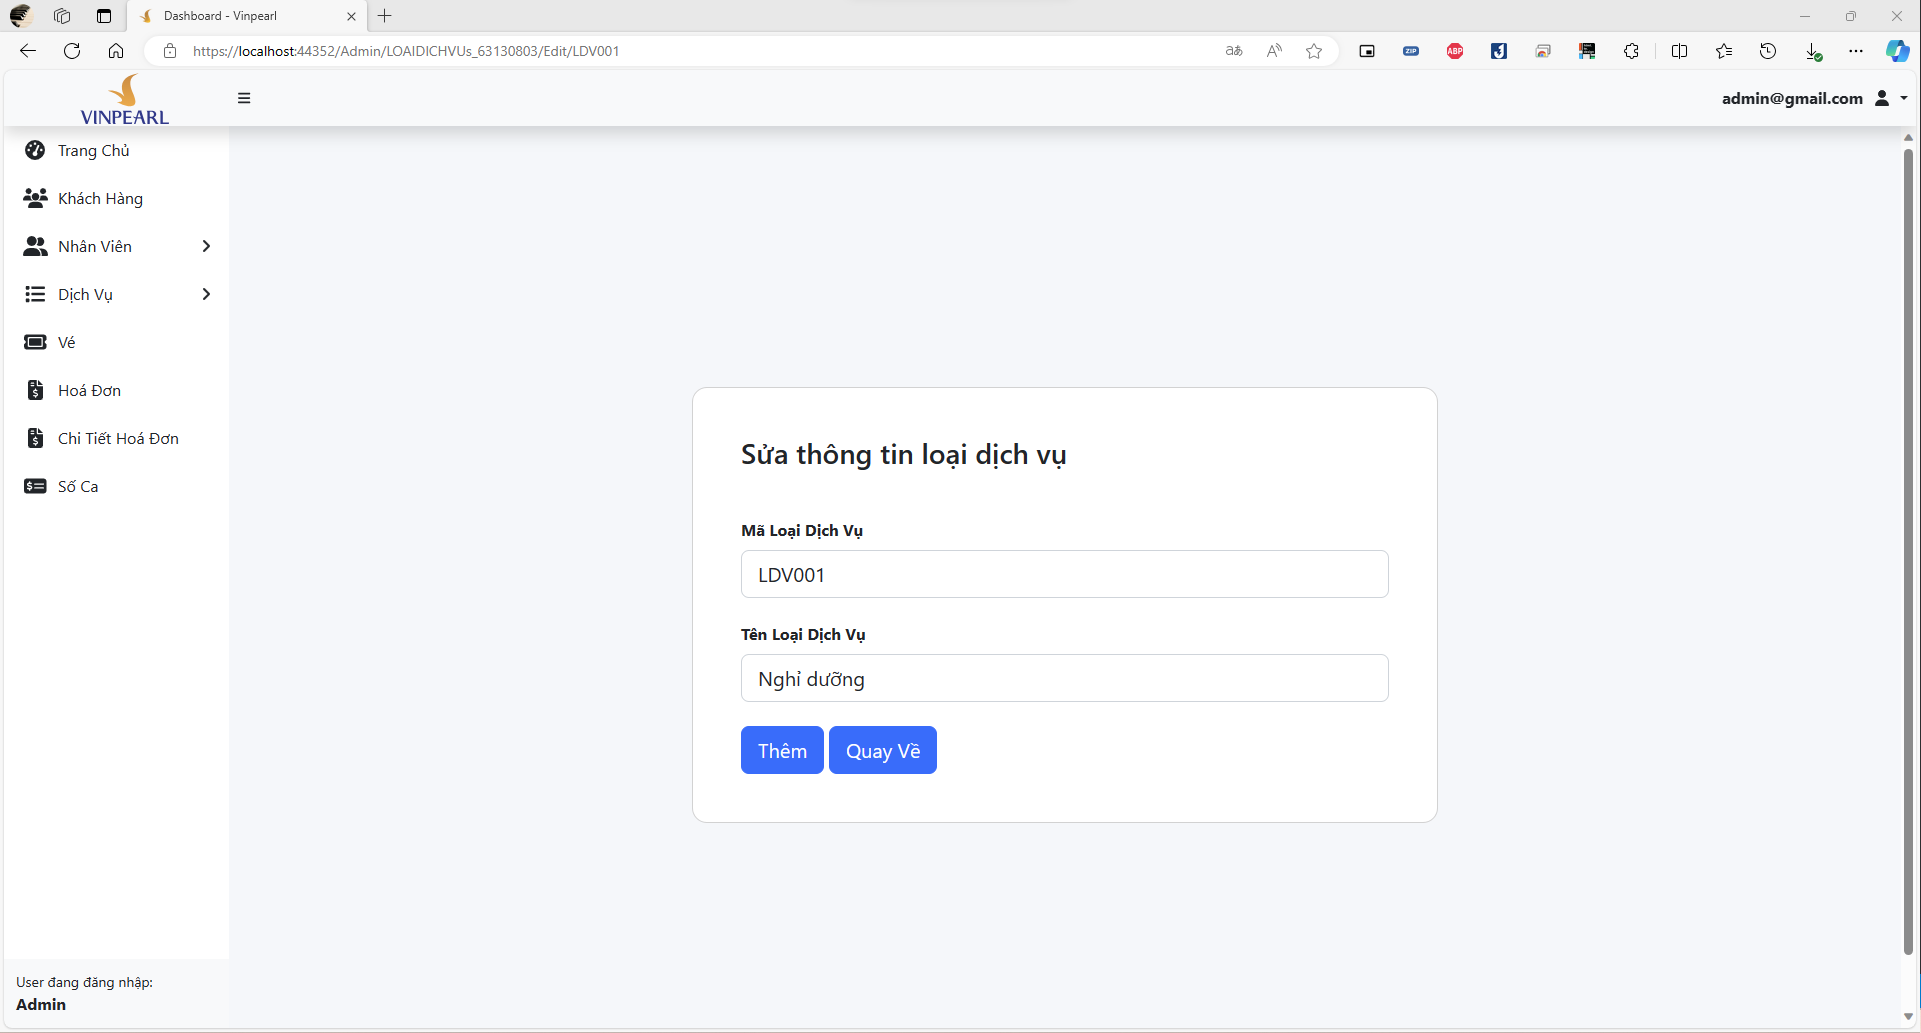 Dashboard - Vinpearl
https://localhost:44352/Admin/LOAIDICHVUs_63130803/Edit/LDV001
ZIP
ABP
VINPEARL
admin@gmail.com
Trang Chủ
Khách Hàng
Nhân Viên
Dịch Vụ
Vé
Hoá Đơn
Chi Tiết Hoá Đơn
Số Ca
Sửa thông tin loại dịch vụ
Mã Loại Dịch Vụ
LDV001
Tên Loại Dịch Vụ
Nghỉ dưỡng
Thêm
Quay Về
User đang đăng nhập:
Admin